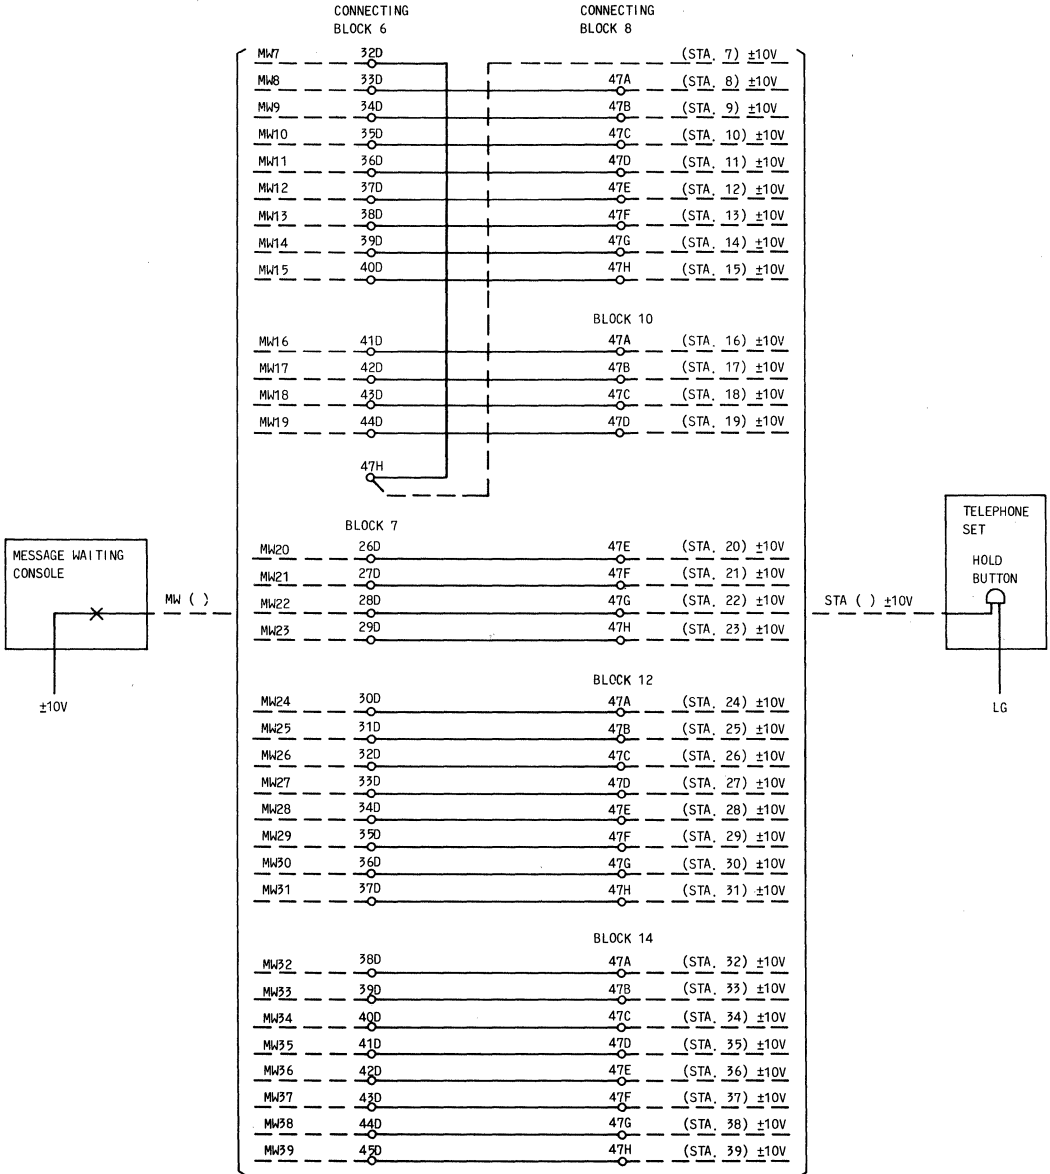 CONNECTING BLOCK 6 CONNECTING BLOCK 8
MW7 32D (STA. 7) ±10V
MW8 33D 47A (STA. 8) ±10V
MW9 34D 47B (STA. 9) ±10V
MW10 35D 47C (STA. 10) ±10V
MW11 36D 47D (STA. 11) ±10V
MW12 37D 47E (STA. 12) ±10V
MW13 38D 47F (STA. 13) ±10V
MW14 39D 47G (STA. 14) ±10V
MW15 40D 47H (STA. 15) ±10V
BLOCK 10
MW16 41D 47A (STA. 16) ±10V
MW17 42D 47B (STA. 17) ±10V
MW18 43D 47C (STA. 18) ±10V
MW19 44D 47D (STA. 19) ±10V
47H
BLOCK 7
MW20 26D 47E (STA. 20) ±10V
MW21 27D 47F (STA. 21) ±10V
MW22 28D 47G (STA. 22) ±10V
MW23 29D 47H (STA. 23) ±10V
BLOCK 12
MW24 30D 47A (STA. 24) ±10V
MW25 31D 47B (STA. 25) ±10V
MW26 32D 47C (STA. 26) ±10V
MW27 33D 47D (STA. 27) ±10V
MW28 34D 47E (STA. 28) ±10V
MW29 35D 47F (STA. 29) ±10V
MW30 36D 47G (STA. 30) ±10V
MW31 37D 47H (STA. 31) ±10V
BLOCK 14
MW32 38D 47A (STA. 32) ±10V
MW33 39D 47B (STA. 33) ±10V
MW34 40D 47C (STA. 34) ±10V
MW35 41D 47D (STA. 35) ±10V
MW36 42D 47E (STA. 36) ±10V
MW37 43D 47F (STA. 37) ±10V
MW38 44D 47G (STA. 38) ±10V
MW39 45D 47H (STA. 39) ±10V
MESSAGE WAITING
CONSOLE
MW ( )
±10V
STA ( ) ±10V
TELEPHONE
SET
HOLD
BUTTON
LG